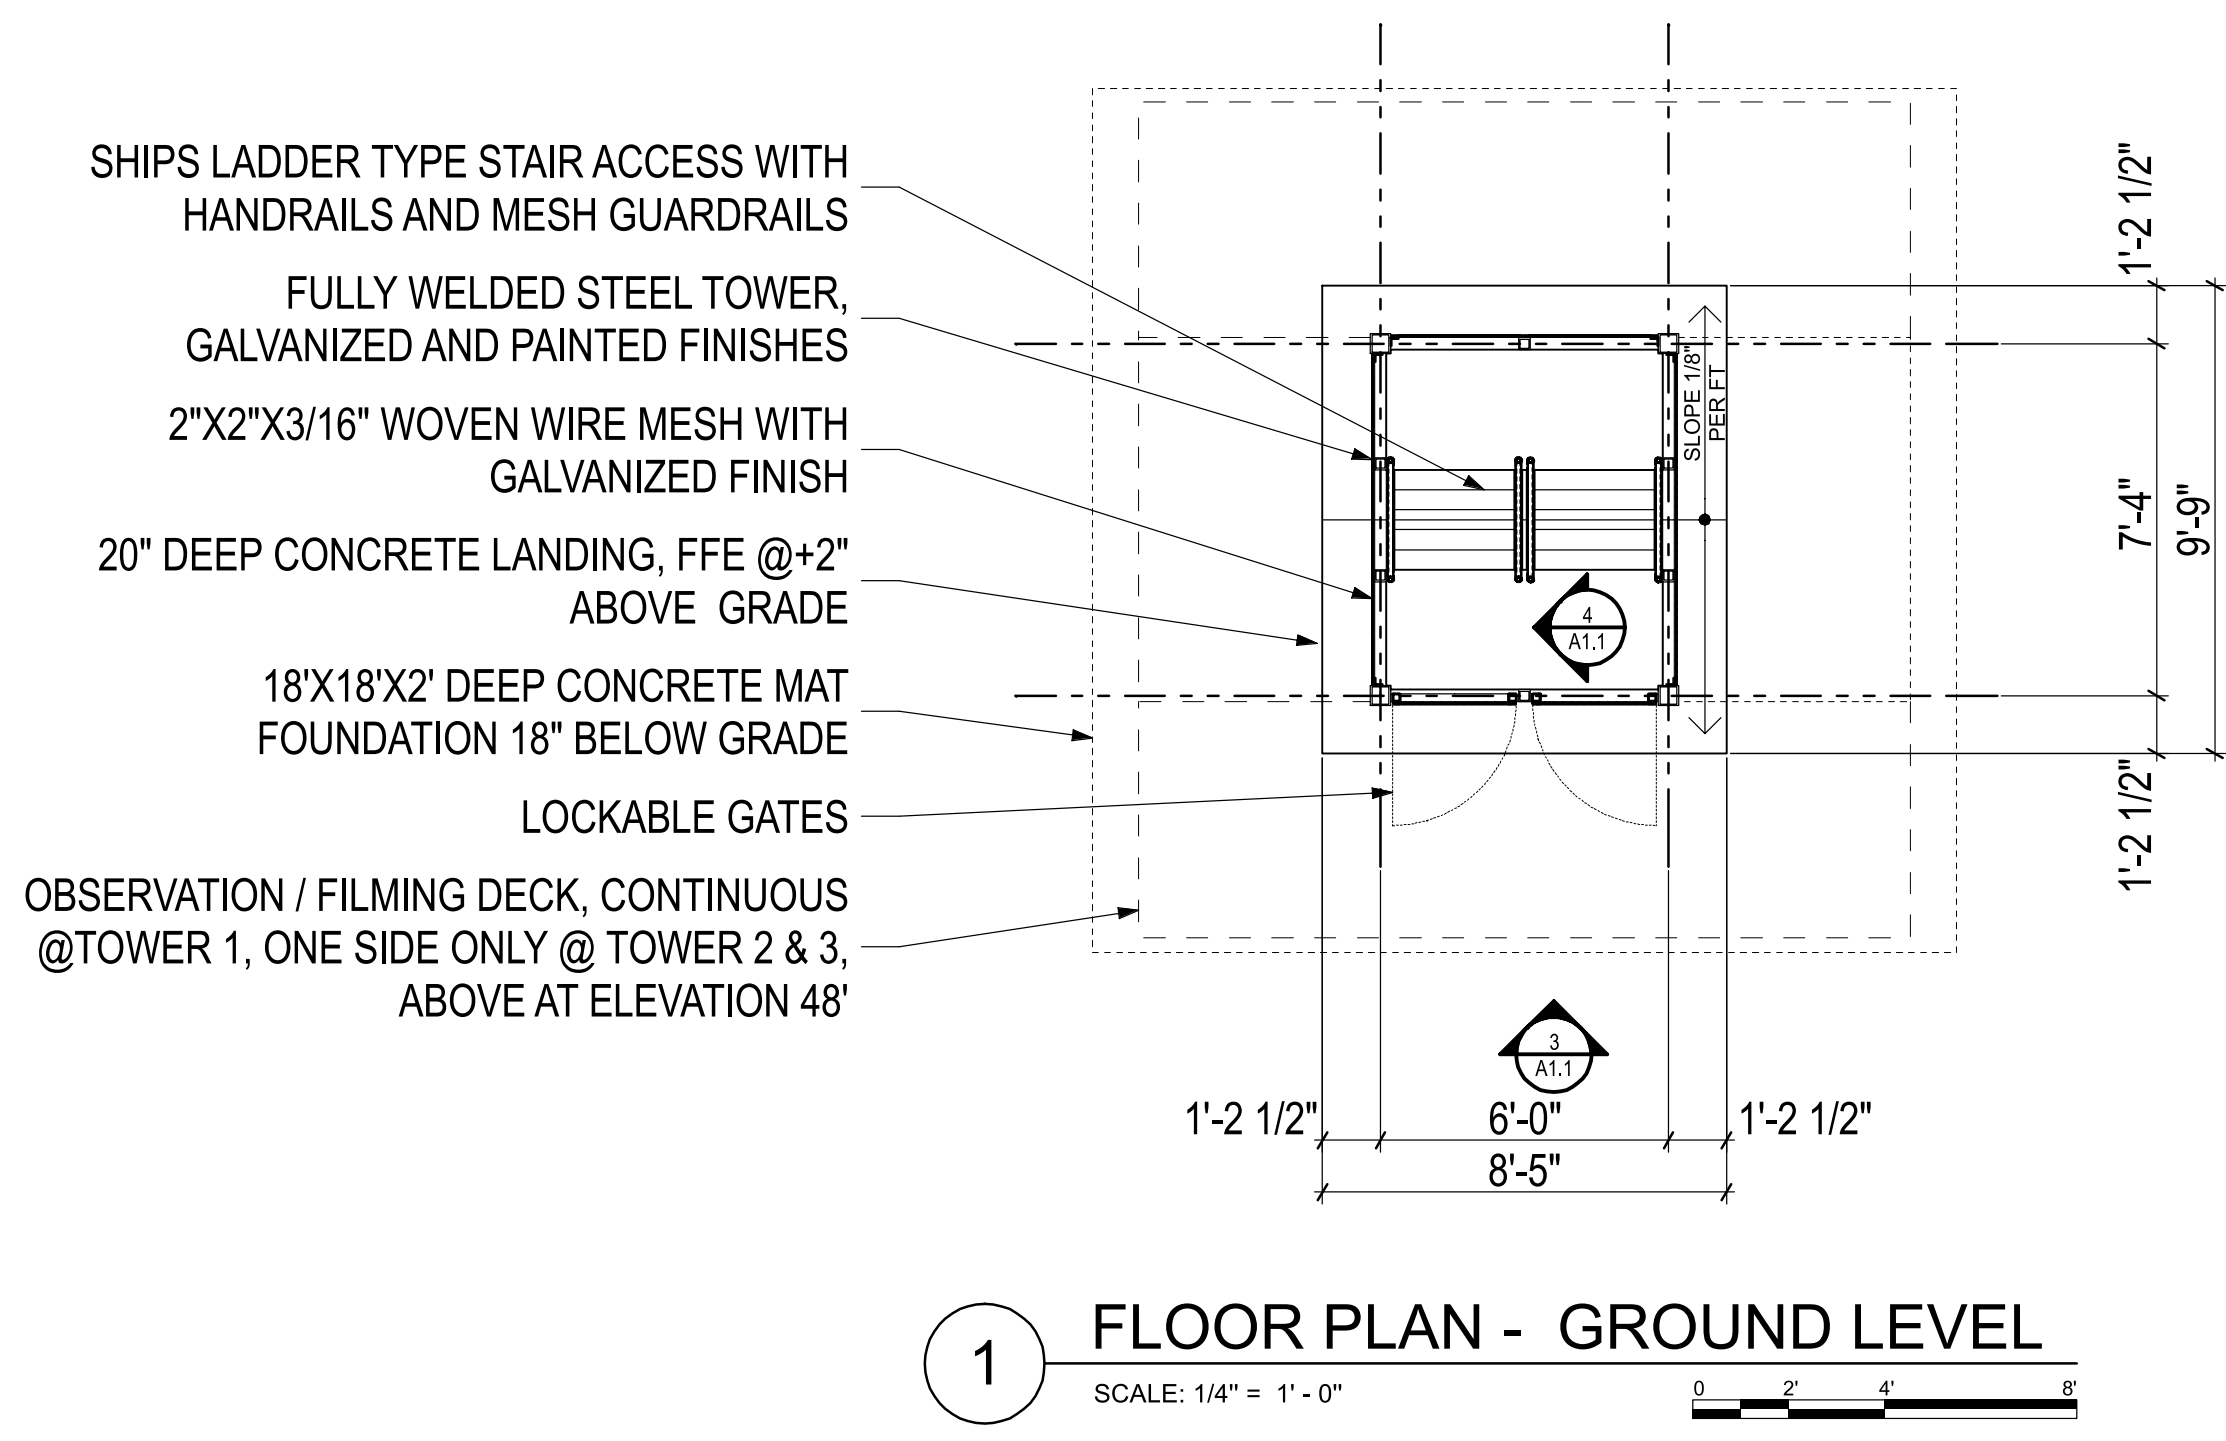 SHIPS LADDER TYPE STAIR ACCESS WITH
HANDRAILS AND MESH GUARDRAILS
FULLY WELDED STEEL TOWER,
GALVANIZED AND PAINTED FINISHES
2"X2"X3/16" WOVEN WIRE MESH WITH
GALVANIZED FINISH
20" DEEP CONCRETE LANDING, FFE @+2"
ABOVE GRADE
18'X18'X2' DEEP CONCRETE MAT
FOUNDATION 18" BELOW GRADE
LOCKABLE GATES
OBSERVATION / FILMING DECK, CONTINUOUS
@TOWER 1, ONE SIDE ONLY @ TOWER 2 & 3,
ABOVE AT ELEVATION 48'
SLOPE 1/8"
PER FT
4
A1.1
3
A1.1
1'-2 1/2"
7'-4"
9'-9"
1'-2 1/2"
1'-2 1/2"
6'-0"
1'-2 1/2"
8'-5"
1
FLOOR PLAN - GROUND LEVEL
SCALE: 1/4" = 1' - 0"
0 2' 4' 8'